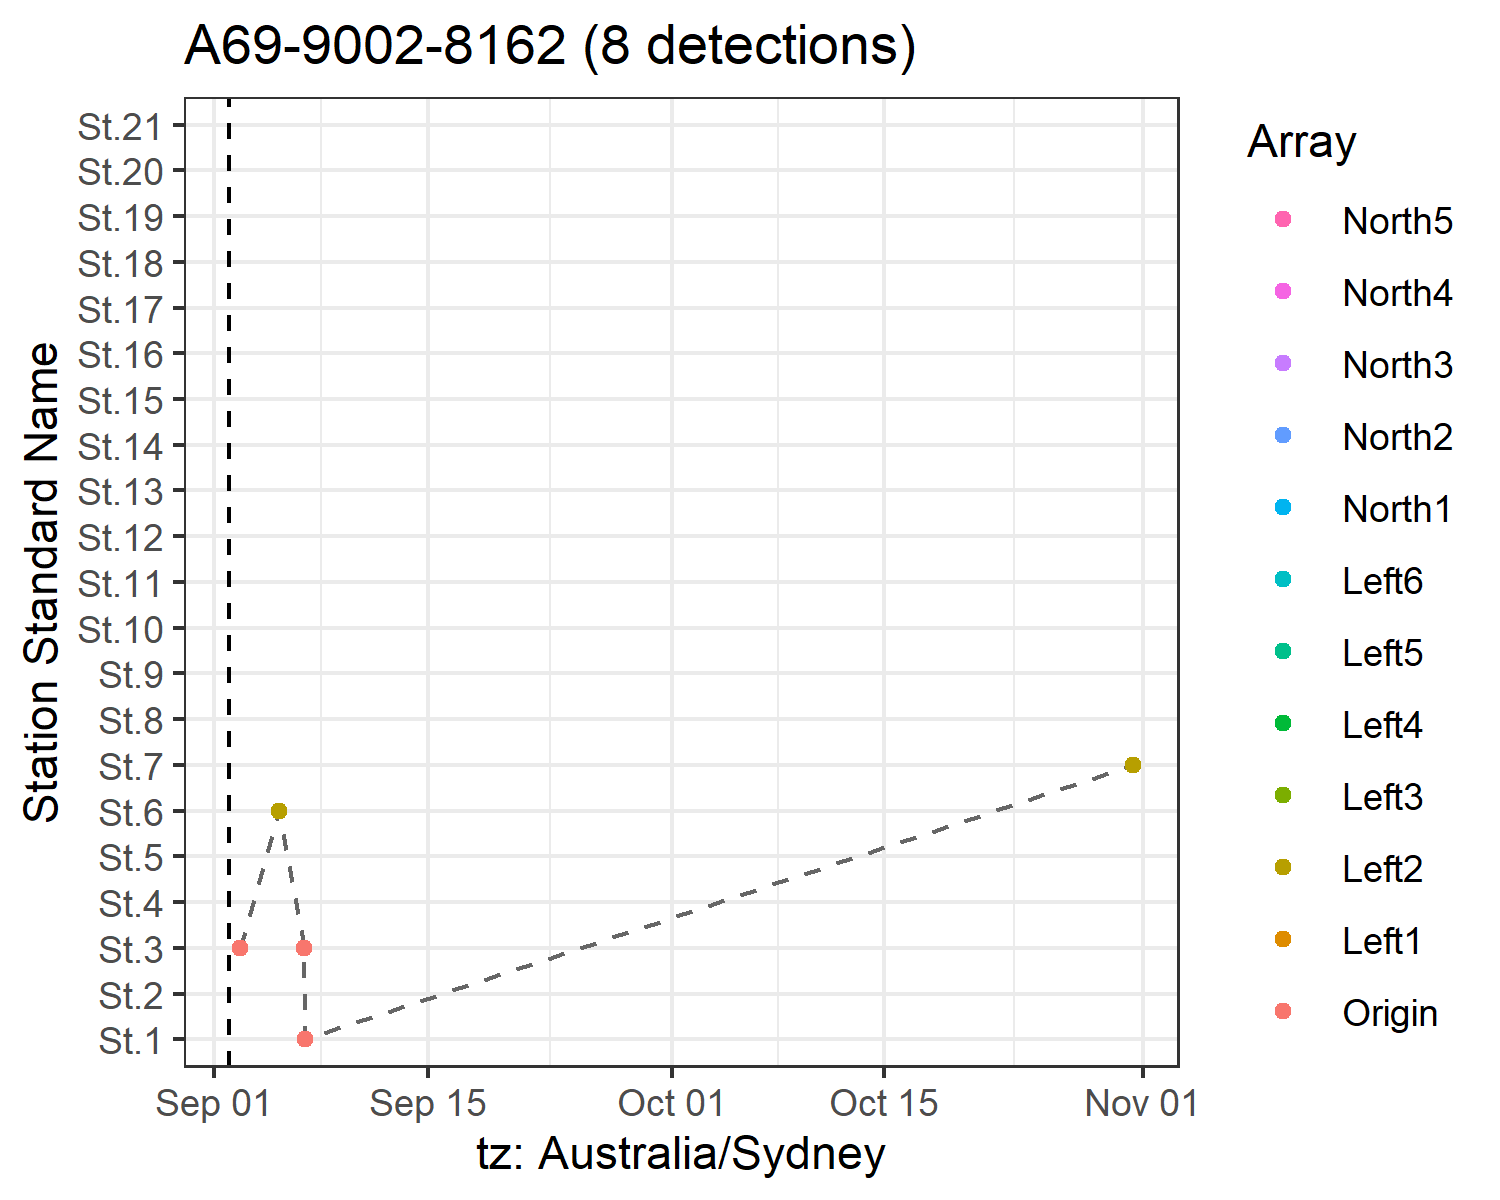 A69-9002-8162 (8 detections)
Station Standard Name
St.21
St.20
St.19
St.18
St.17
St.16
St.15
St.14
St.13
St.12
St.11
St.10
St.9
St.8
St.7
St.6
St.5
St.4
St.3
St.2
St.1
Sep 01 Sep 15 Oct 01 Oct 15 Nov 01
tz: Australia/Sydney
Array
North5
North4
North3
North2
North1
Left6
Left5
Left4
Left3
Left2
Left1
Origin